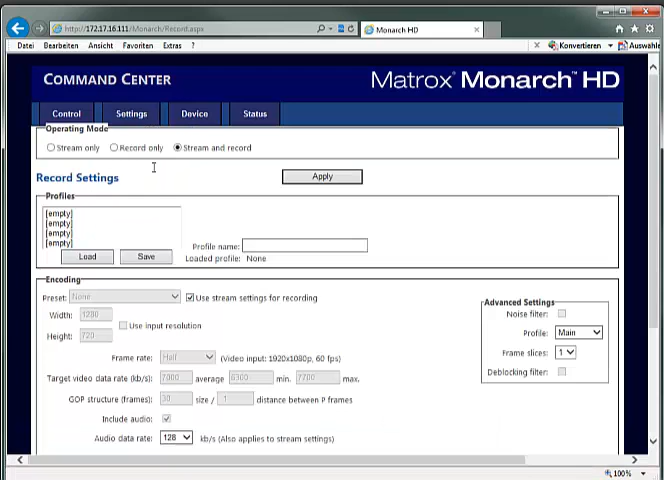 http://172.17.16.111/Monarch/Record.aspx
Monarch HD
Datei Bearbeiten Ansicht Favoriten Extras ?
Konvertieren Auswähle
COMMAND CENTER
Matrox® Monarch™ HD
Control Settings Device Status
Operating Mode
Stream only Record only Stream and record
Record Settings
Apply
Profiles
[empty]
[empty]
[empty]
[empty]
Profile name:
Load Save Loaded profile: None
Encoding
Preset: None Use stream settings for recording
Width: 1280
Use input resolution
Height: 720
Advanced Settings
Noise filter:
Profile: Main
Frame slices: 1
Deblocking filter:
Frame rate: Half (Video input: 1920x1080p, 60 fps)
Target video data rate (kb/s): 7000 average 6300 min. 7700 max.
GOP structure (frames): 30 size / 1 distance between P frames
Include audio:
Audio data rate: 128 kb/s (Also applies to stream settings)
100%